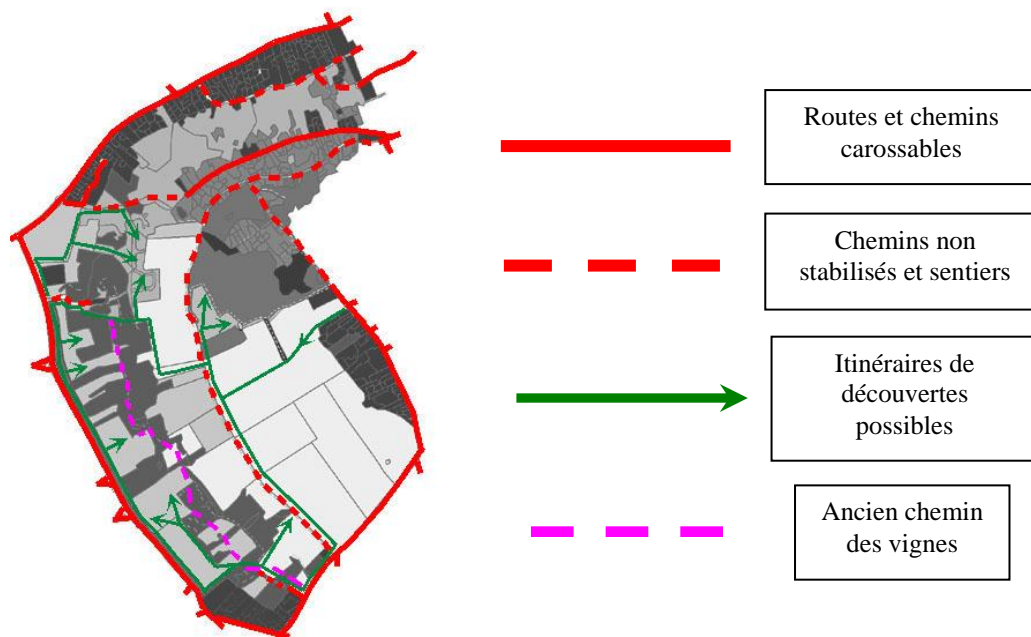 Routes et chemins
carossables
Chemins non
stabilisés et sentiers
Itinéraires de
découvertes
possibles
Ancien chemin
des vignes